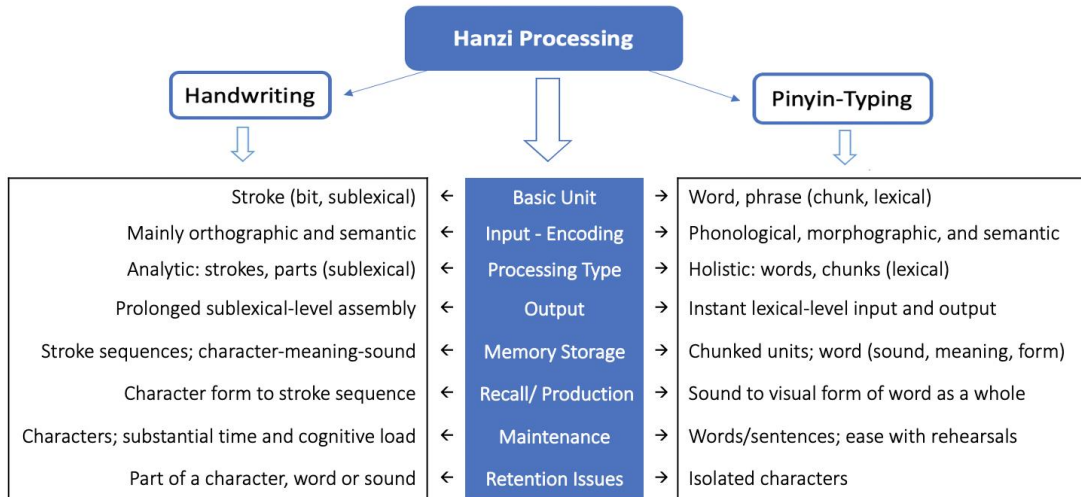 Hanzi Processing
Handwriting
Pinyin-Typing
Stroke (bit, sublexical) ← Basic Unit → Word, phrase (chunk, lexical)
Mainly orthographic and semantic ← Input - Encoding → Phonological, morphographic, and semantic
Analytic: strokes, parts (sublexical) ← Processing Type → Holistic: words, chunks (lexical)
Prolonged sublexical-level assembly ← Output → Instant lexical-level input and output
Stroke sequences; character-meaning-sound ← Memory Storage → Chunked units; word (sound, meaning, form)
Character form to stroke sequence ← Recall/ Production → Sound to visual form of word as a whole
Characters; substantial time and cognitive load ← Maintenance → Words/sentences; ease with rehearsals
Part of a character, word or sound ← Retention Issues → Isolated characters